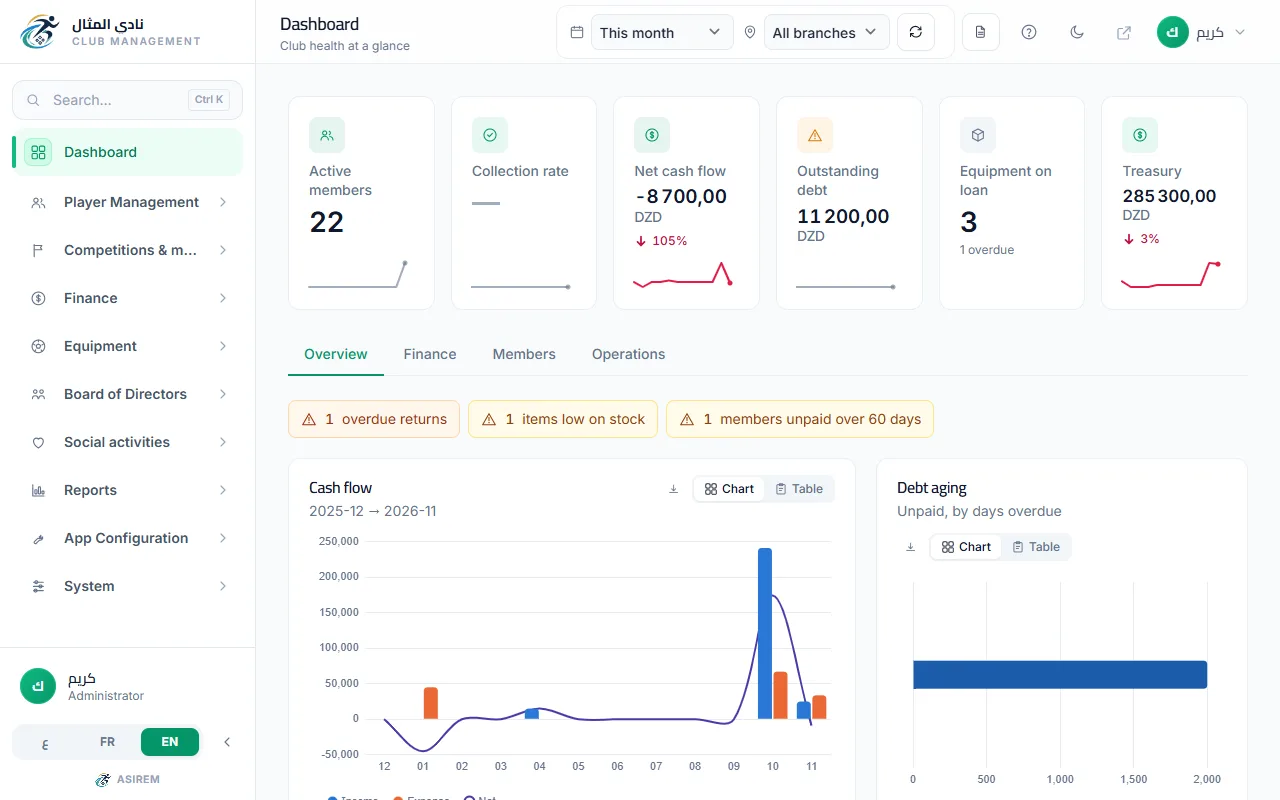 نادي المثال
CLUB MANAGEMENT
Search...
Ctrl K
Dashboard
Player Management
Competitions & m...
Finance
Equipment
Board of Directors
Social activities
Reports
App Configuration
System
ك
كريم
Administrator
ع
FR
EN
ASIREM
Dashboard
Club health at a glance
This month
All branches
ك
كريم
Active
members
22
Collection rate
Net cash flow
-8 700,00
DZD
105%
Outstanding
debt
11 200,00
DZD
Equipment on
loan
3
1 overdue
Treasury
285 300,00
DZD
3%
Overview
Finance
Members
Operations
1 overdue returns
1 items low on stock
1 members unpaid over 60 days
Cash flow
2025-12 → 2026-11
Chart
Table
250,000
200,000
150,000
100,000
50,000
0
-50,000
12 01 02 03 04 05 06 07 08 09 10 11
Income
Expense
Net
Debt aging
Unpaid, by days overdue
Chart
Table
0 500 1,000 1,500 2,000